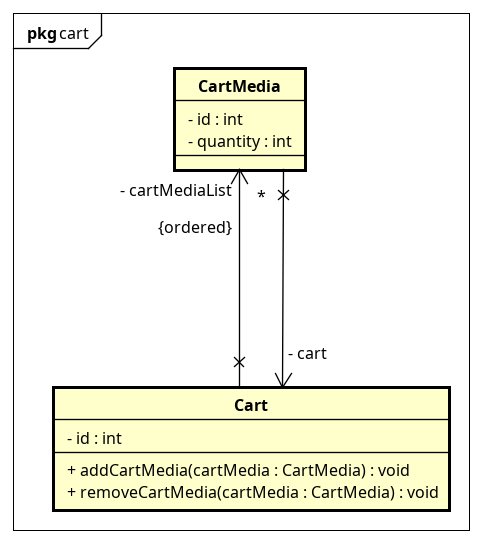 pkg cart
CartMedia
- id : int
- quantity : int
- cartMediaList
*
{ordered}
- cart
Cart
- id : int
+ addCartMedia(cartMedia : CartMedia) : void
+ removeCartMedia(cartMedia : CartMedia) : void